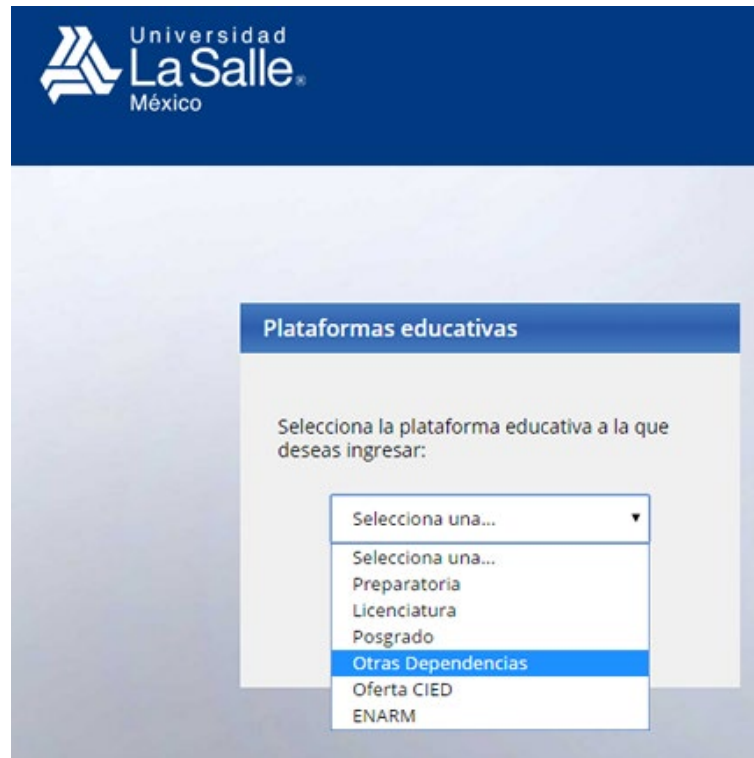 Universidad
La Salle®
México
Plataformas educativas
Selecciona la plataforma educativa a la que
deseas ingresar:
Selecciona una...
Selecciona una...
Preparatoria
Licenciatura
Posgrado
Otras Dependencias
Oferta CIED
ENARM